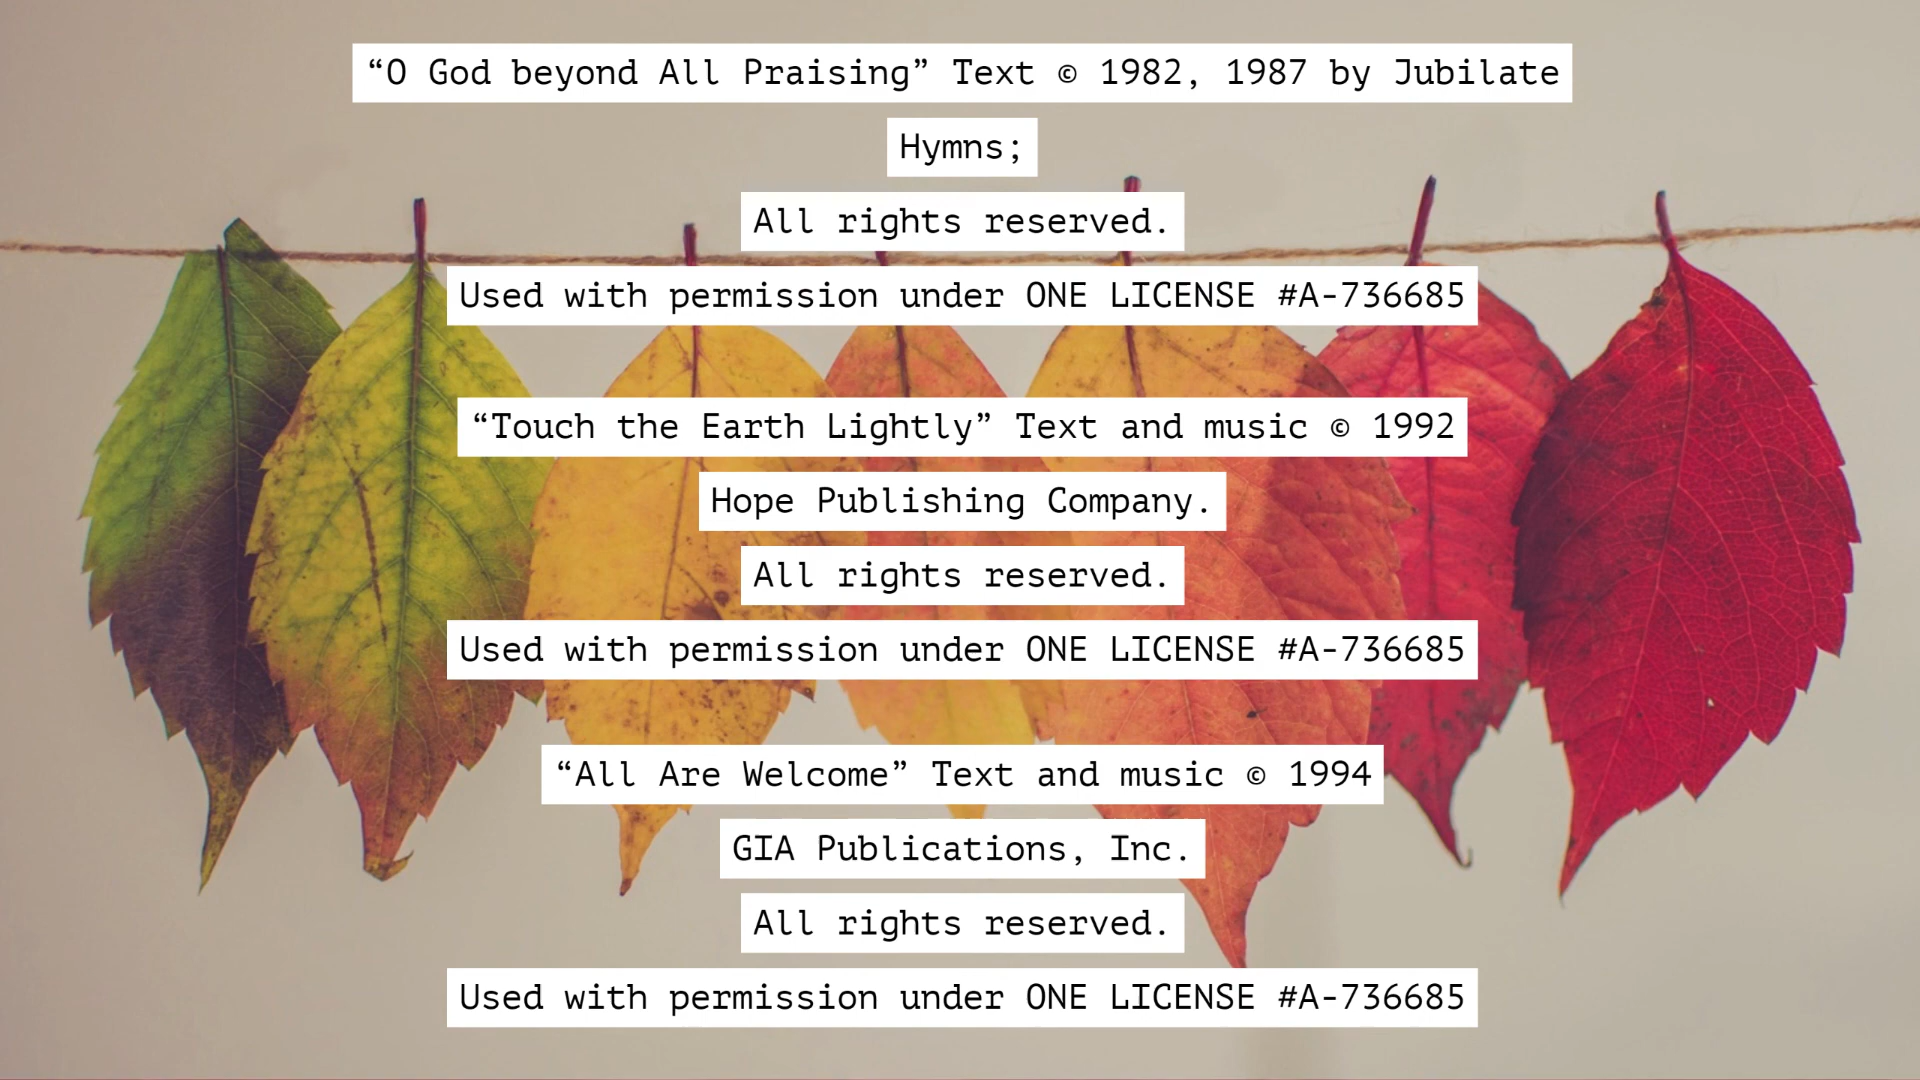 “O God beyond All Praising” Text © 1982, 1987 by Jubilate
Hymns;
All rights reserved.
Used with permission under ONE LICENSE #A-736685
“Touch the Earth Lightly” Text and music © 1992
Hope Publishing Company.
All rights reserved.
Used with permission under ONE LICENSE #A-736685
“All Are Welcome” Text and music © 1994
GIA Publications, Inc.
All rights reserved.
Used with permission under ONE LICENSE #A-736685